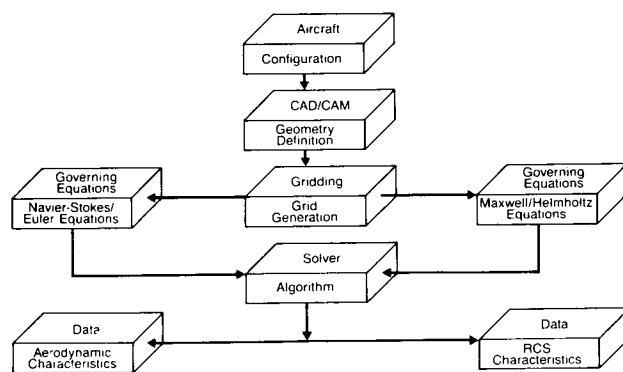 Aircraft
Configuration
CAD/CAM
Geometry
Definition
Governing
Equations
Navier-Stokes/
Euler Equations
Gridding
Grid
Generation
Governing
Equations
Maxwell/Helmholtz
Equations
Solver
Algorithm
Data
Aerodynamic
Characteristics
Data
RCS
Characteristics